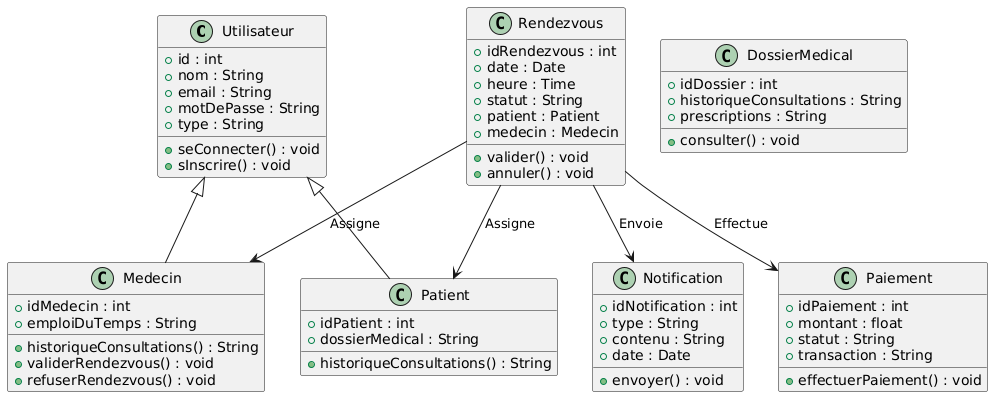 C Utilisateur
id : int
nom : String
email : String
motDePasse : String
type : String
seConnecter() : void
sInscrire() : void
C Rendezvous
idRendezvous : int
date : Date
heure : Time
statut : String
patient : Patient
medecin : Medecin
valider() : void
annuler() : void
C DossierMedical
idDossier : int
historiqueConsultations : String
prescriptions : String
consulter() : void
Assigne
Assigne
Envoie
Effectue
C Medecin
idMedecin : int
emploiDuTemps : String
historiqueConsultations() : String
validerRendezvous() : void
refuserRendezvous() : void
C Patient
idPatient : int
dossierMedical : String
historiqueConsultations() : String
C Notification
idNotification : int
type : String
contenu : String
date : Date
envoyer() : void
C Paiement
idPaiement : int
montant : float
statut : String
transaction : String
effectuerPaiement() : void